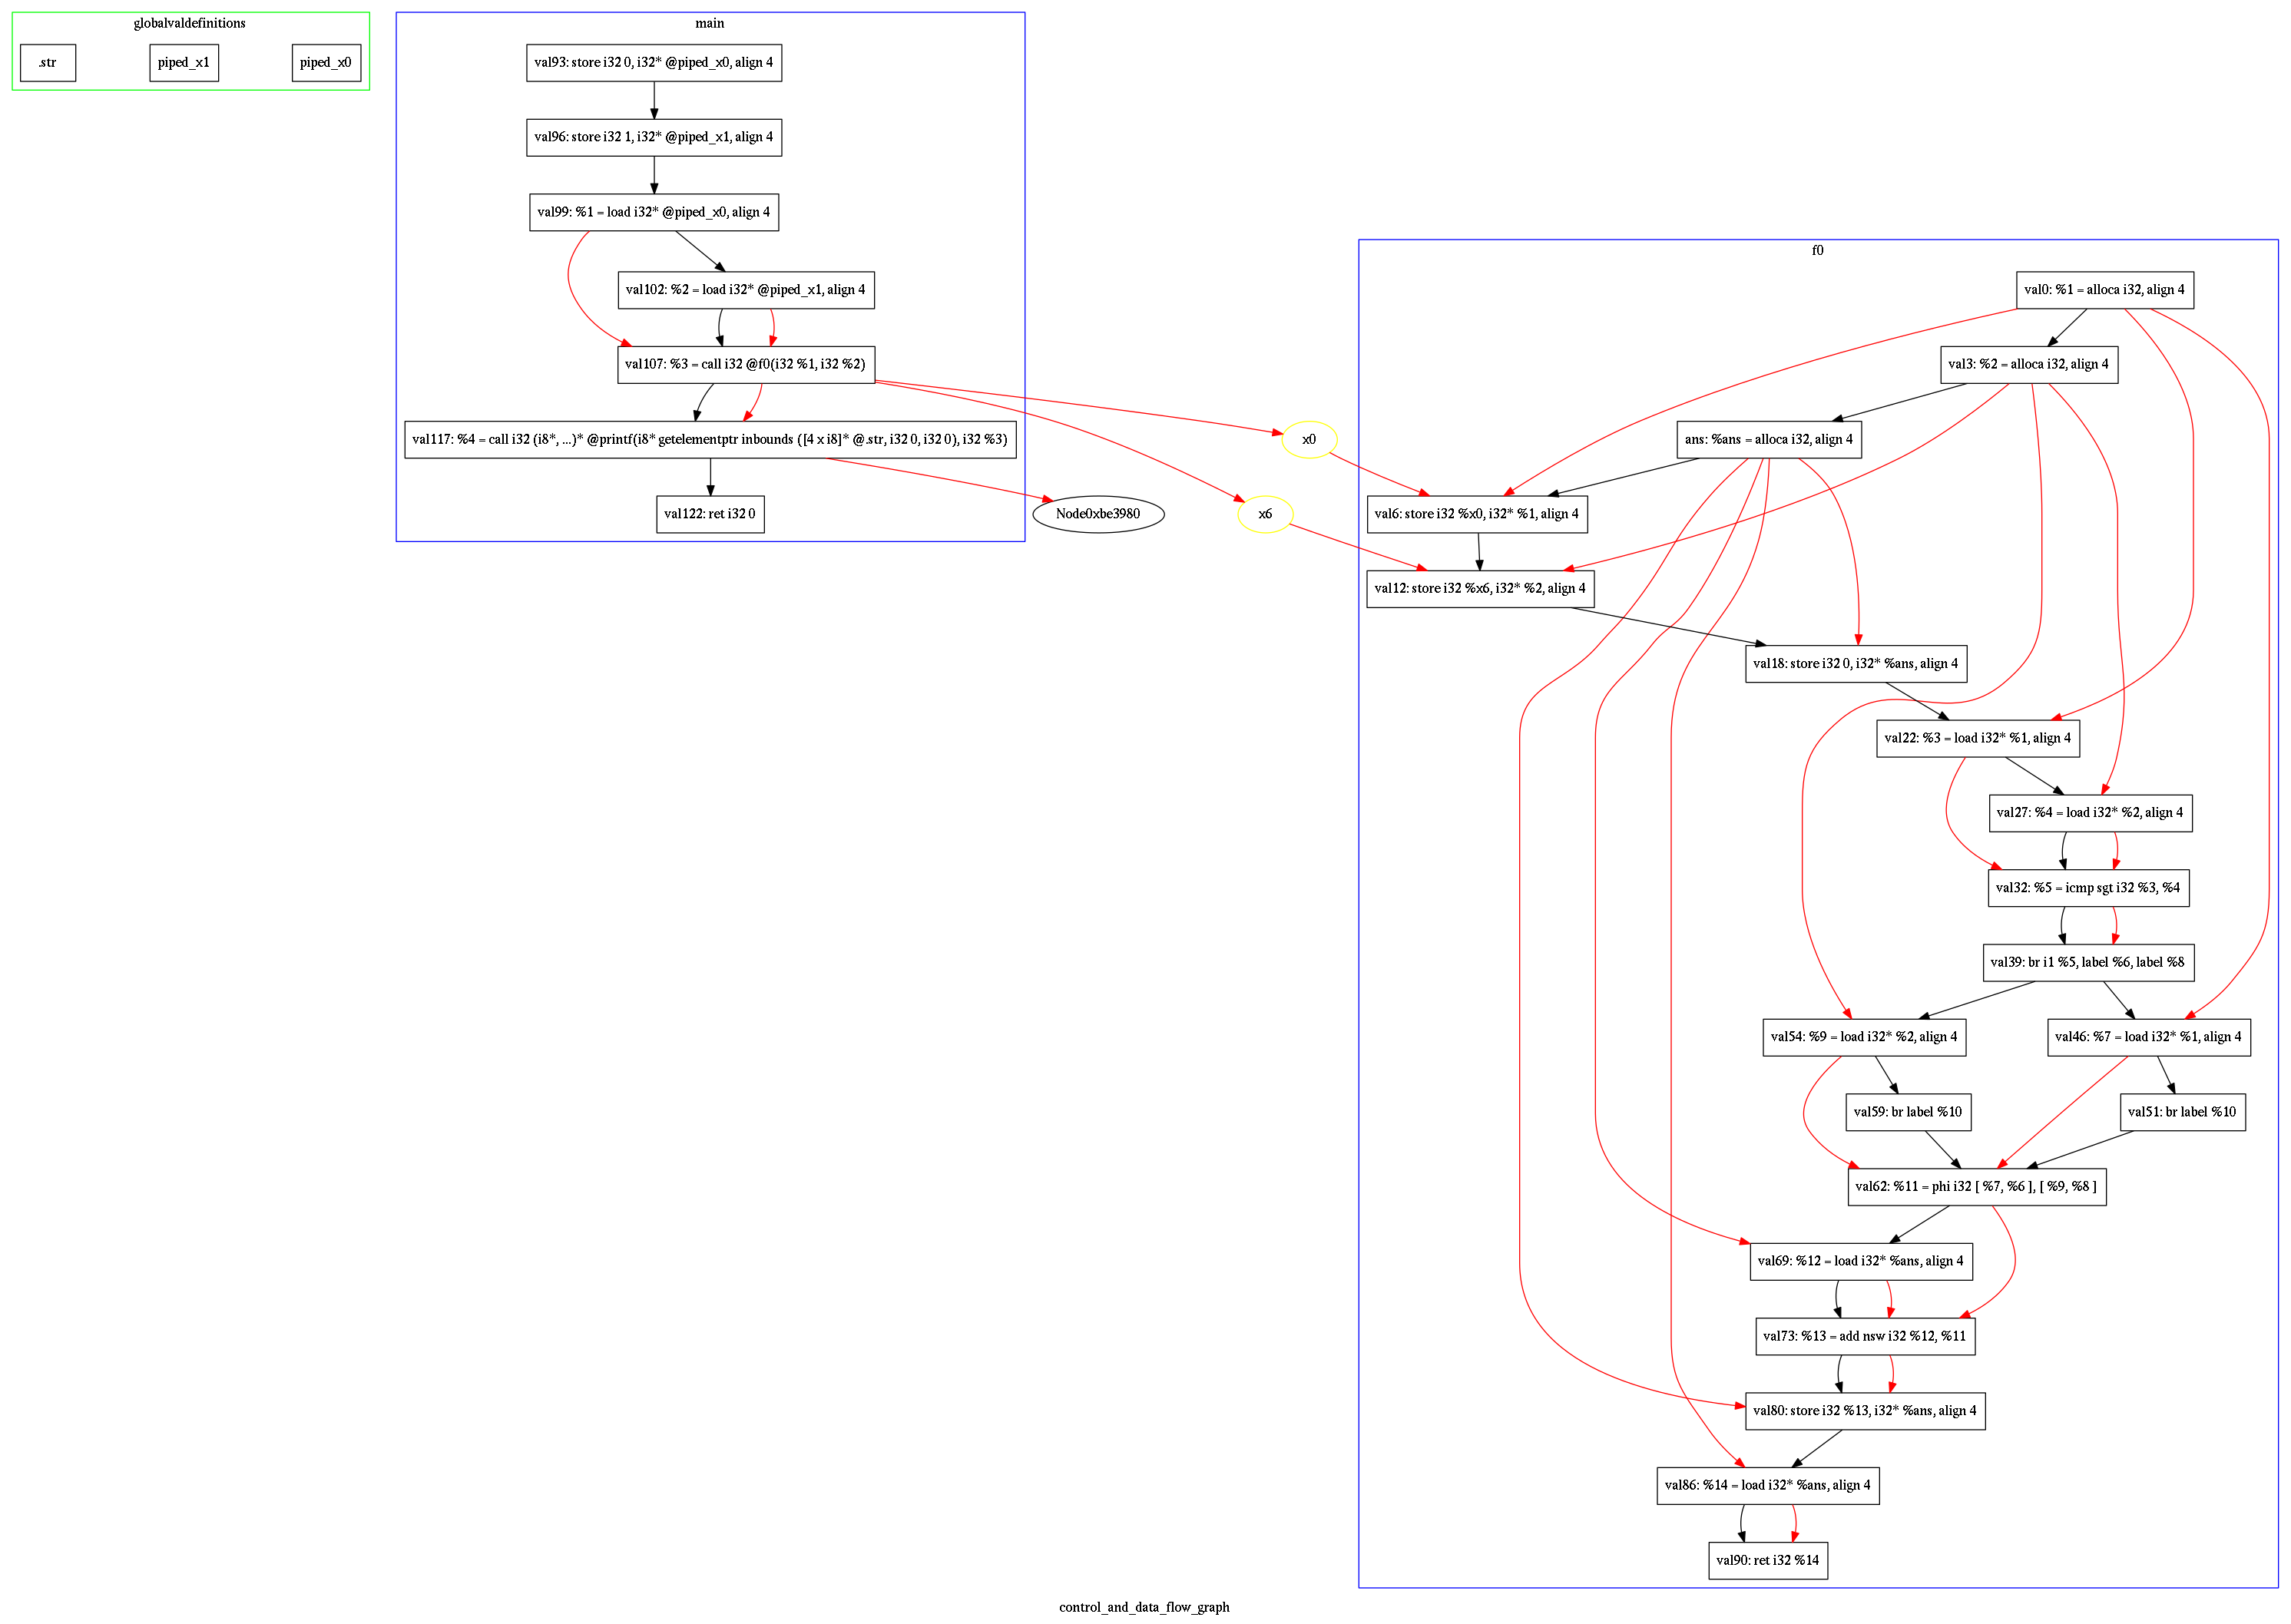 globalvaldefinitions
.str
piped_x1
piped_x0
main
val93: store i32 0, i32* @piped_x0, align 4
val96: store i32 1, i32* @piped_x1, align 4
val99: %1 = load i32* @piped_x0, align 4
val102: %2 = load i32* @piped_x1, align 4
val107: %3 = call i32 @f0(i32 %1, i32 %2)
val117: %4 = call i32 (i8*, ...)* @printf(i8* getelementptr inbounds ([4 x i8]* @.str, i32 0, i32 0), i32 %3)
val122: ret i32 0
Node0xbe3980
x0
x6
f0
val0: %1 = alloca i32, align 4
val3: %2 = alloca i32, align 4
ans: %ans = alloca i32, align 4
val6: store i32 %x0, i32* %1, align 4
val12: store i32 %x6, i32* %2, align 4
val18: store i32 0, i32* %ans, align 4
val22: %3 = load i32* %1, align 4
val27: %4 = load i32* %2, align 4
val32: %5 = icmp sgt i32 %3, %4
val39: br i1 %5, label %6, label %8
val54: %9 = load i32* %2, align 4
val46: %7 = load i32* %1, align 4
val59: br label %10
val51: br label %10
val62: %11 = phi i32 [ %7, %6 ], [ %9, %8 ]
val69: %12 = load i32* %ans, align 4
val73: %13 = add nsw i32 %12, %11
val80: store i32 %13, i32* %ans, align 4
val86: %14 = load i32* %ans, align 4
val90: ret i32 %14
control_and_data_flow_graph